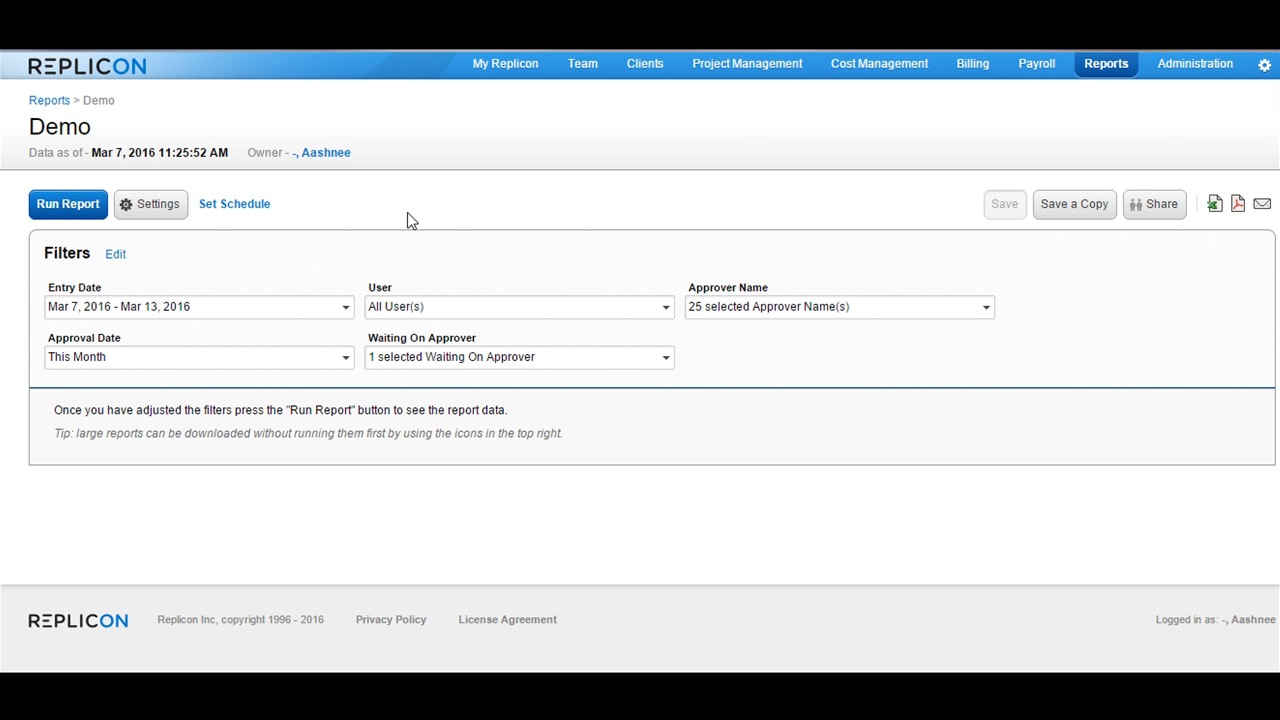 REPLICON My Replicon Team Clients Project Management Cost Management Billing Payroll Reports Administration
Reports > Demo
Demo
Data as of - Mar 7, 2016 11:25:52 AM Owner - -, Aashnee
Run Report Settings Set Schedule Save Save a Copy Share
Filters Edit
Entry Date User Approver Name
Mar 7, 2016 - Mar 13, 2016 All User(s) 25 selected Approver Name(s)
Approval Date Waiting On Approver
This Month 1 selected Waiting On Approver
Once you have adjusted the filters press the "Run Report" button to see the report data.
Tip: large reports can be downloaded without running them first by using the icons in the top right.
REPLICON Replicon Inc, copyright 1996 - 2016 Privacy Policy License Agreement Logged in as: -, Aashnee